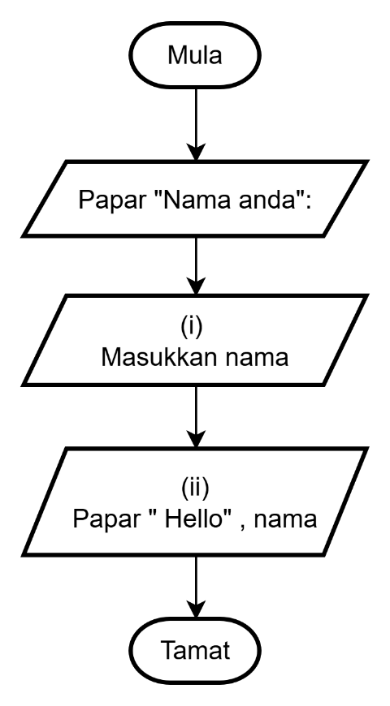 Mula
Papar "Nama anda":
(i)
Masukkan nama
(ii)
Papar " Hello" , nama
Tamat